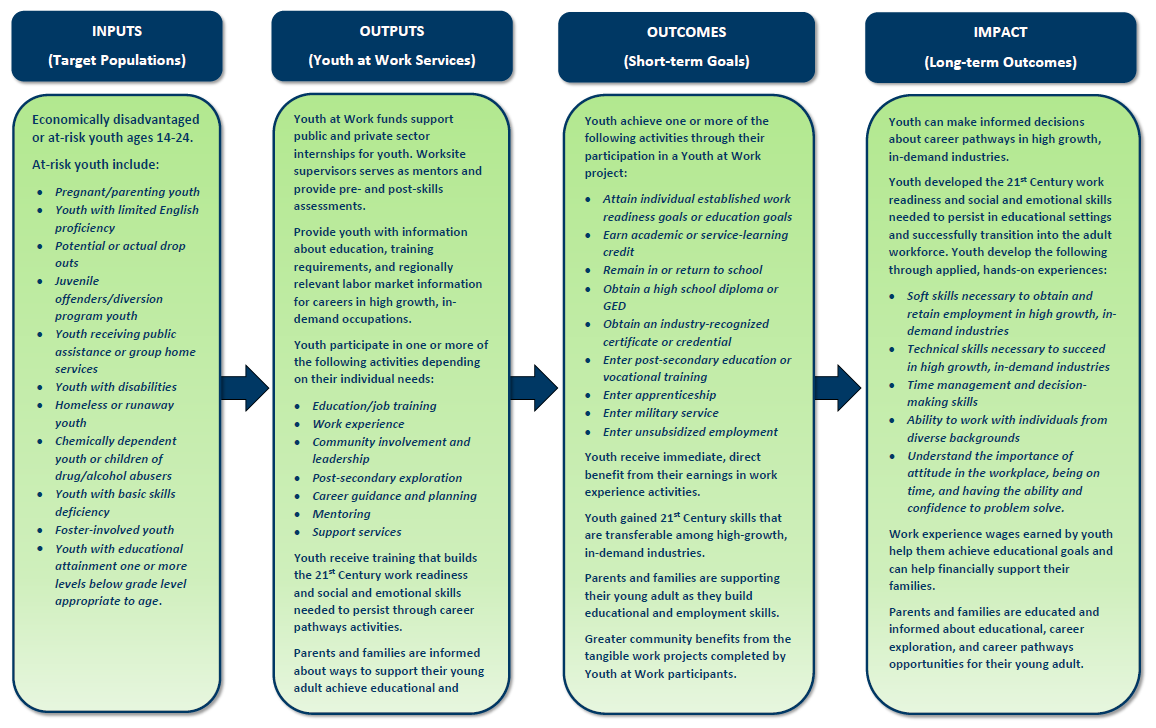 INPUTS
(Target Populations)
Economically disadvantaged
or at-risk youth ages 14-24.
At-risk youth include:
• Pregnant/parenting youth
• Youth with limited English
proficiency
• Potential or actual drop
outs
• Juvenile
offenders/diversion
program youth
• Youth receiving public
assistance or group home
services
• Youth with disabilities
• Homeless or runaway
youth
• Chemically dependent
youth or children of
drug/alcohol abusers
• Youth with basic skills
deficiency
• Foster-involved youth
• Youth with educational
attainment one or more
levels below grade level
appropriate to age.
OUTPUTS
(Youth at Work Services)
Youth at Work funds support
public and private sector
internships for youth. Worksite
supervisors serves as mentors and
provide pre- and post-skills
assessments.
Provide youth with information
about education, training
requirements, and regionally
relevant labor market information
for careers in high growth, in-
demand occupations.
Youth participate in one or more of
the following activities depending
on their individual needs:
• Education/job training
• Work experience
• Community involvement and
leadership
• Post-secondary exploration
• Career guidance and planning
• Mentoring
• Support services
Youth receive training that builds
the 21st Century work readiness
and social and emotional skills
needed to persist through career
pathways activities.
Parents and families are informed
about ways to support their young
adult achieve educational and
OUTCOMES
(Short-term Goals)
Youth achieve one or more of the
following activities through their
participation in a Youth at Work
project:
• Attain individual established work
readiness goals or education goals
• Earn academic or service-learning
credit
• Remain in or return to school
• Obtain a high school diploma or
GED
• Obtain an industry-recognized
certificate or credential
• Enter post-secondary education or
vocational training
• Enter apprenticeship
• Enter military service
• Enter unsubsidized employment
Youth receive immediate, direct
benefit from their earnings in work
experience activities.
Youth gained 21st Century skills that
are transferable among high-growth,
in-demand industries.
Parents and families are supporting
their young adult as they build
educational and employment skills.
Greater community benefits from the
tangible work projects completed by
Youth at Work participants.
IMPACT
(Long-term Outcomes)
Youth can make informed decisions
about career pathways in high growth,
in-demand industries.
Youth developed the 21st Century work
readiness and social and emotional skills
needed to persist in educational settings
and successfully transition into the adult
workforce. Youth develop the following
through applied, hands-on experiences:
• Soft skills necessary to obtain and
retain employment in high growth, in-
demand industries
• Technical skills necessary to succeed
in high growth, in-demand industries
• Time management and decision-
making skills
• Ability to work with individuals from
diverse backgrounds
• Understand the importance of
attitude in the workplace, being on
time, and having the ability and
confidence to problem solve.
Work experience wages earned by youth
help them achieve educational goals and
can help financially support their
families.
Parents and families are educated and
informed about educational, career
exploration, and career pathways
opportunities for their young adult.